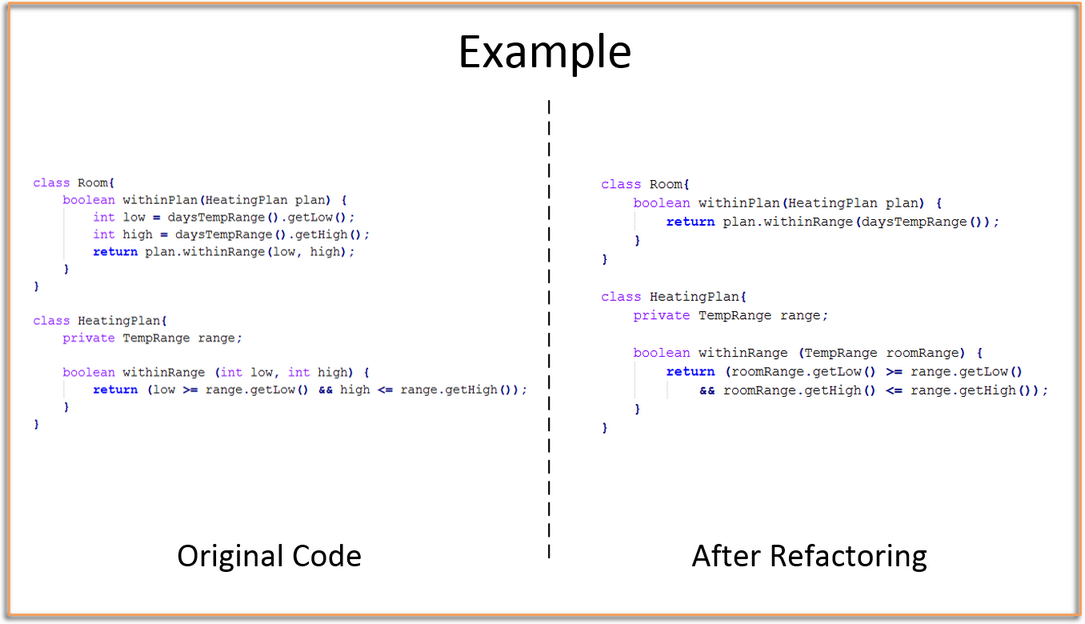 Example
class Room{
    boolean withinPlan(HeatingPlan plan) {
        int low = daysTempRange().getLow();
        int high = daysTempRange().getHigh();
        return plan.withinRange(low, high);
    }
}
class HeatingPlan{
    private TempRange range;
    boolean withinRange (int low, int high) {
        return (low >= range.getLow() && high <= range.getHigh());
    }
}
Original Code
class Room{
    boolean withinPlan(HeatingPlan plan) {
        return plan.withinRange(daysTempRange());
    }
}
class HeatingPlan{
    private TempRange range;
    boolean withinRange (TempRange roomRange) {
        return (roomRange.getLow() >= range.getLow()
            && roomRange.getHigh() <= range.getHigh());
    }
}
After Refactoring